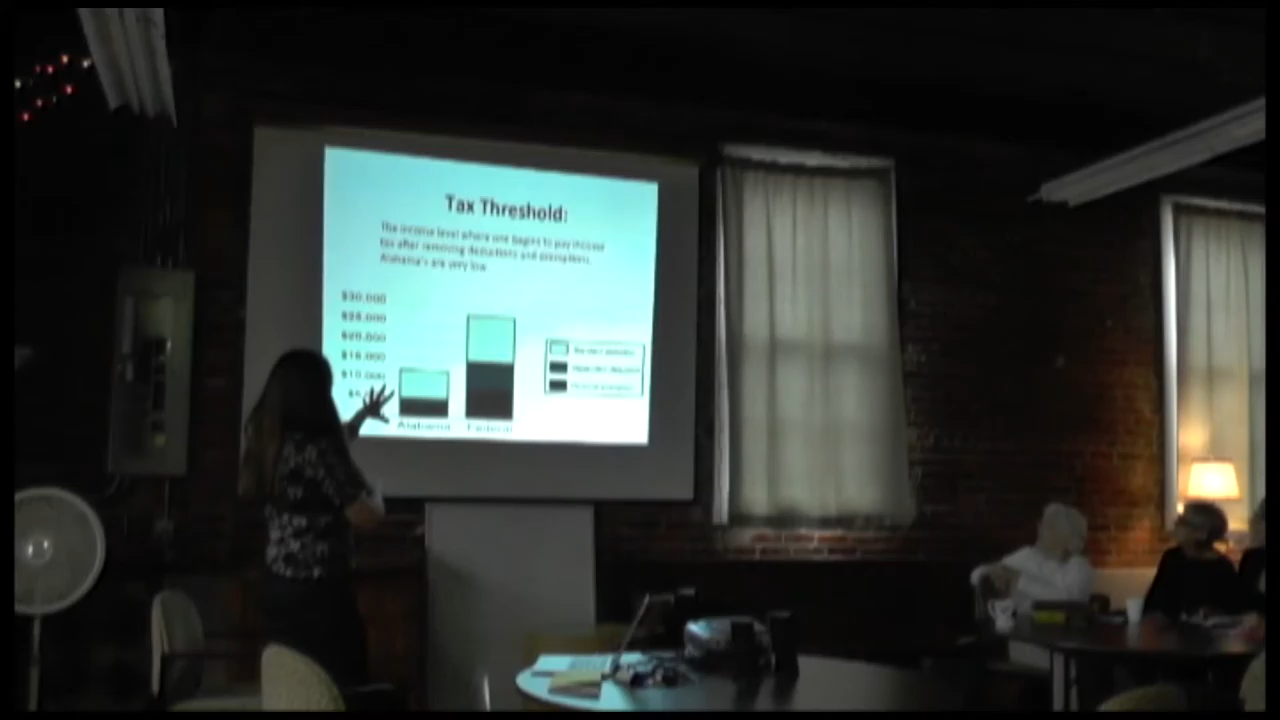 Tax Threshold:
The income level where one begins to pay income
tax after removing deductions and exemptions.
Alabama's are very low
$30,000
$25,000
$20,000
$15,000
$10,000
Alabama
Federal